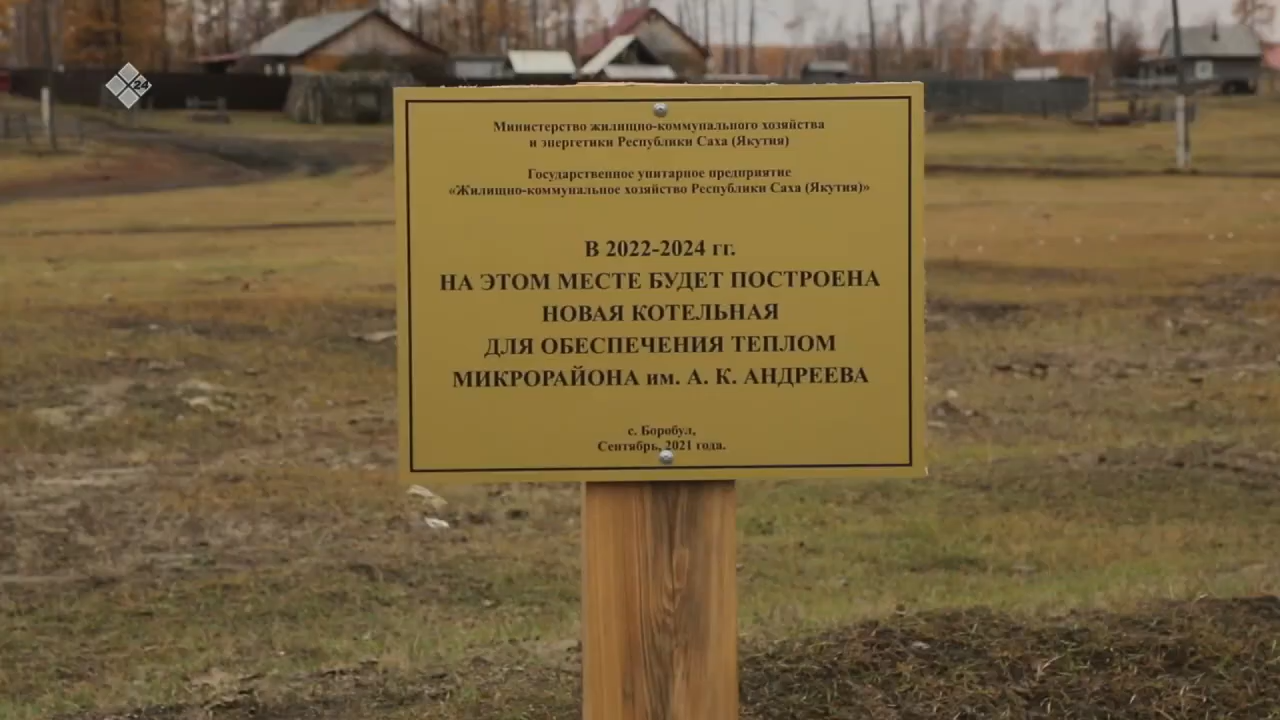 24
Министерство жилищно-коммунального хозяйства
и энергетики Республики Саха (Якутия)
Государственное унитарное предприятие
«Жилищно-коммунальное хозяйство Республики Саха (Якутия)»
В 2022-2024 гг.
НА ЭТОМ МЕСТЕ БУДЕТ ПОСТРОЕНА
НОВАЯ КОТЕЛЬНАЯ
ДЛЯ ОБЕСПЕЧЕНИЯ ТЕПЛОМ
МИКРОРАЙОНА им. А. К. АНДРЕЕВА
с. Боробул,
Сентябрь, 2021 года.